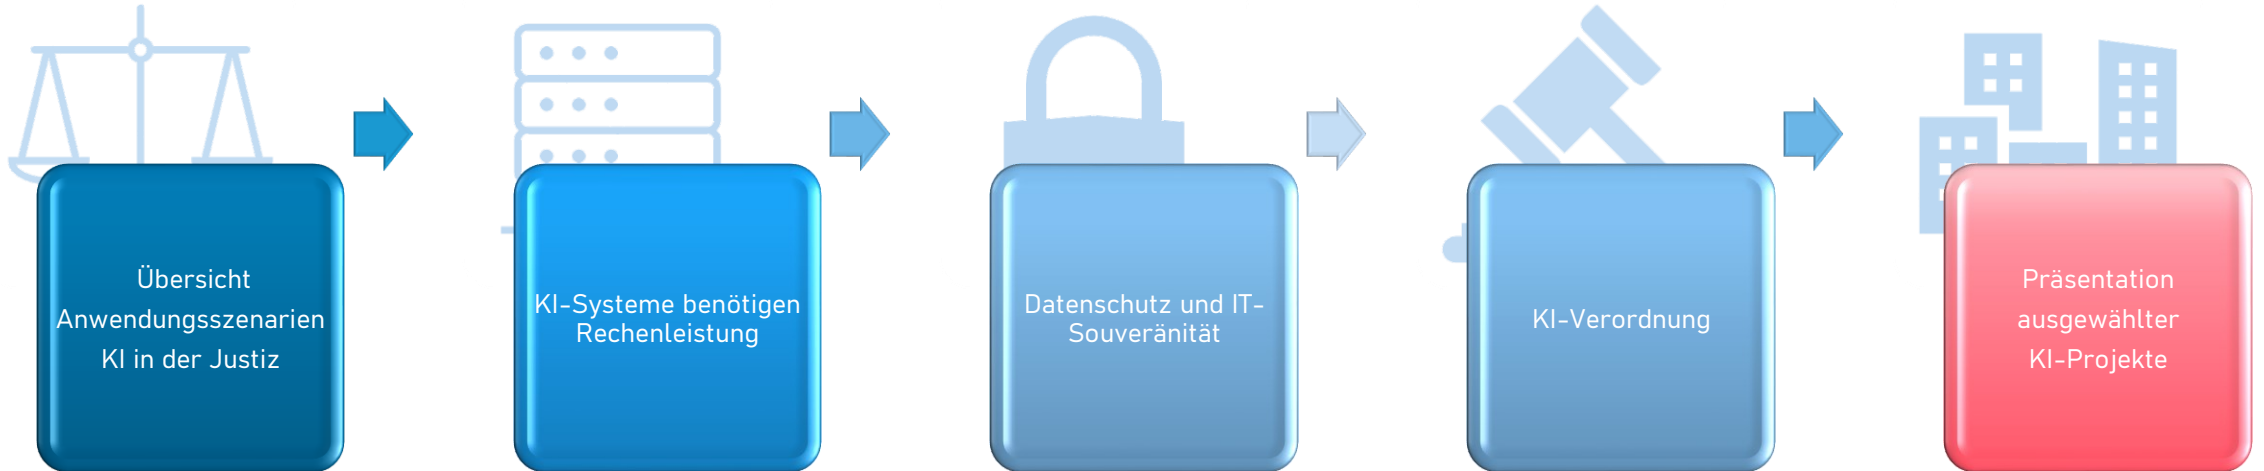 Übersicht
Anwendungsszenarien
KI in der Justiz
KI-Systeme benötigen
Rechenleistung
Datenschutz und IT-
Souveränität
KI-Verordnung
Präsentation
ausgewählter
KI-Projekte